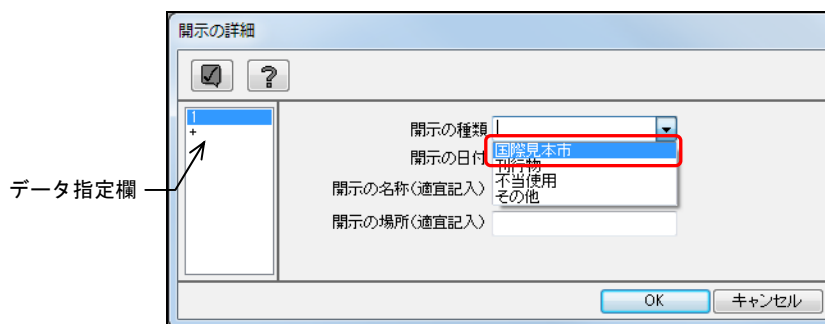 開示の詳細
?
1
+
データ指定欄
開示の種類
国際見本市
刊行物
不当使用
その他
開示の日付
開示の名称(適宜記入)
開示の場所(適宜記入)
OK
キャンセル